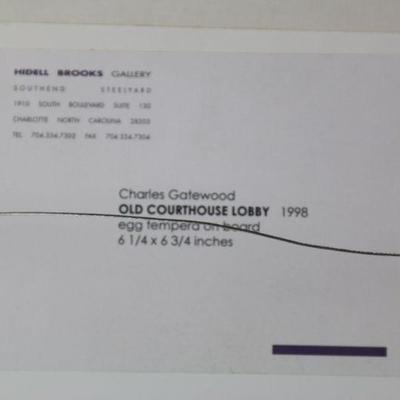 HIDELL BROOKS GALLERY
SOUTHEND STEELYARD
1910 SOUTH BOULEVARD SUITE 130
CHARLOTTE NORTH CAROLINA 28203
TEL 704.334.7302 FAX 704.334.7304
Charles Gatewood
OLD COURTHOUSE LOBBY 1998
egg tempera on board
6 1/4 x 6 3/4 inches